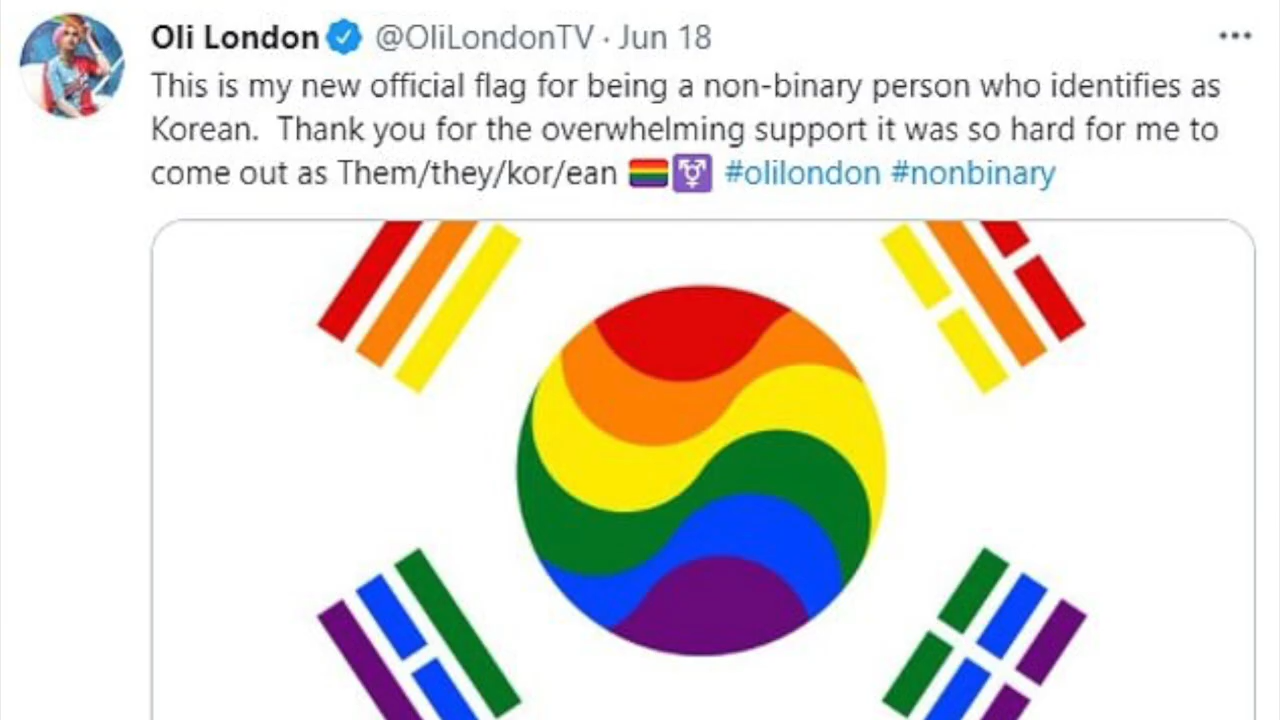 Oli London @OliLondonTV · Jun 18
This is my new official flag for being a non-binary person who identifies as
Korean.  Thank you for the overwhelming support it was so hard for me to
come out as Them/they/kor/ean 🏳️‍🌈⚧️ #olilondon #nonbinary